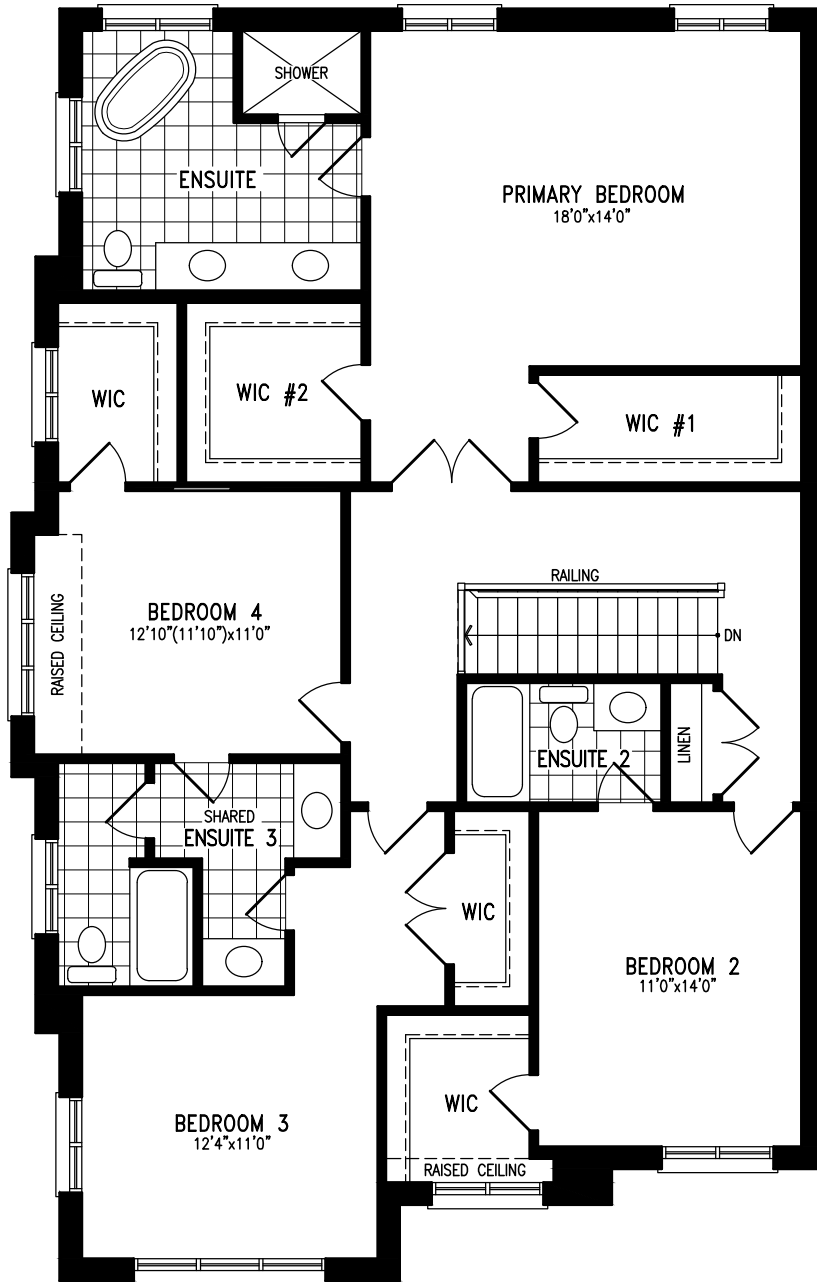 SHOWER
ENSUITE
PRIMARY BEDROOM
18'0"x14'0"
WIC
WIC #2
WIC #1
RAILING
RAISED CEILING
BEDROOM 4
12'10"(11'10")x11'0"
DN
LINEN
ENSUITE 2
SHARED
ENSUITE 3
WIC
BEDROOM 2
11'0"x14'0"
BEDROOM 3
12'4"x11'0"
WIC
RAISED CEILING